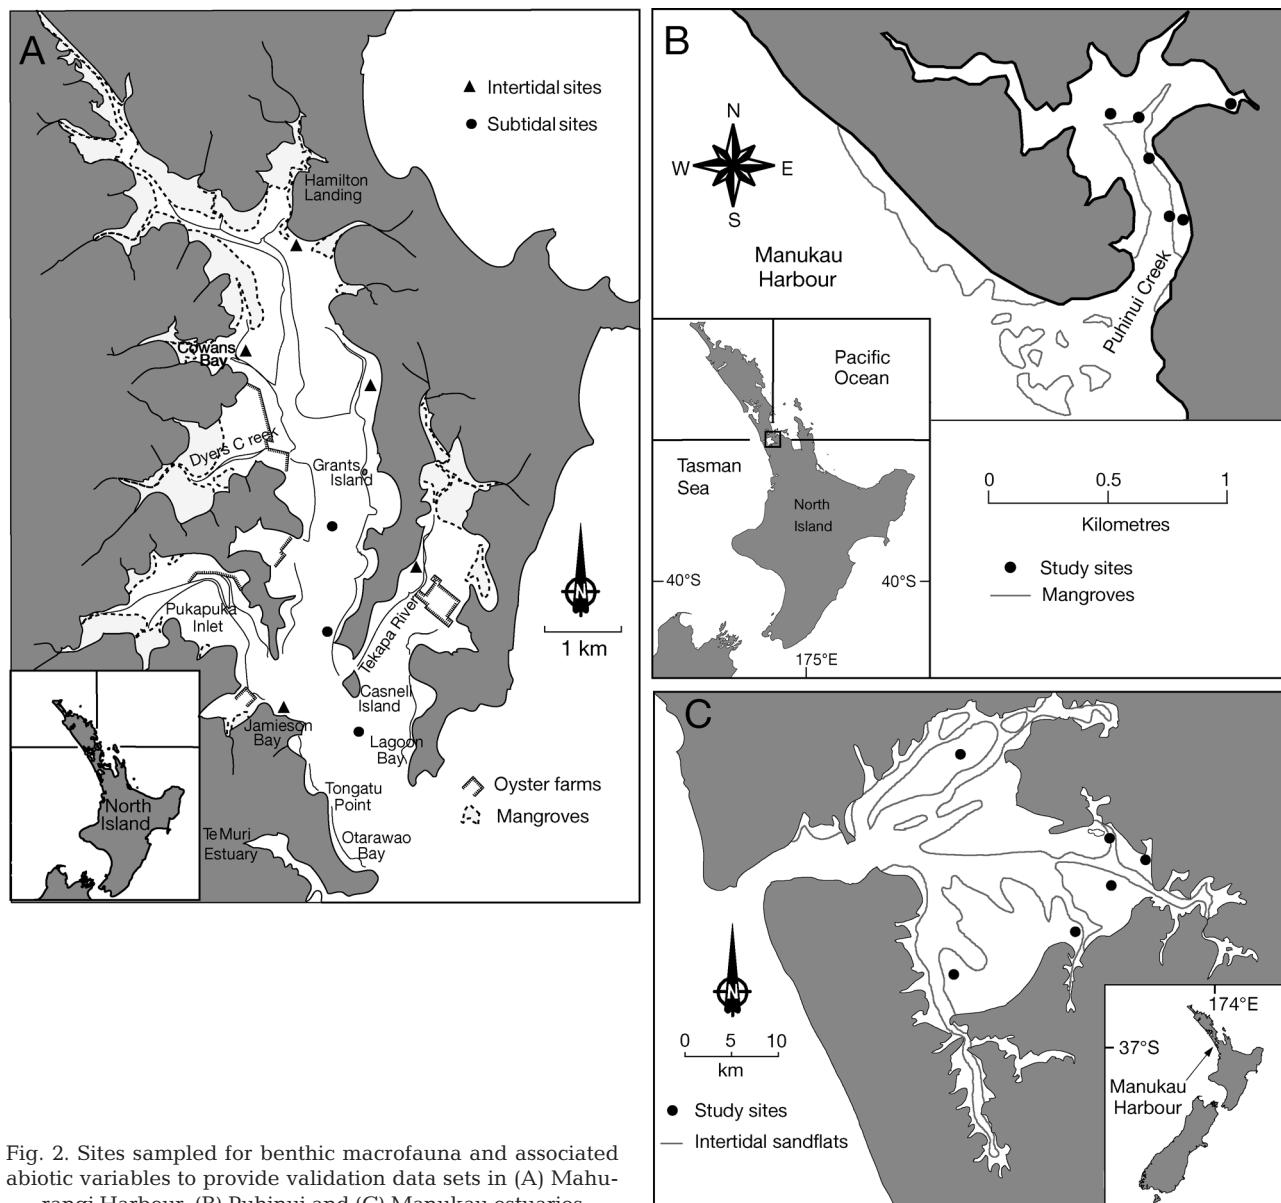 A
Intertidal sites
Subtidal sites
Hamilton
Landing
Cowans
Bay
Dyers Creek
Grants
Island
Pukapuka
Inlet
Tekapa River
N
1 km
Casnell
Island
Jamieson
Bay
Lagoon
Bay
Tongatu
Point
Oyster farms
Mangroves
Te Muri
Estuary
Otarawao
Bay
North
Island
B
N
W
E
S
Manukau
Harbour
Puhinui Creek
Pacific
Ocean
Tasman
Sea
North
Island
40°S
40°S
175°E
0 0.5 1
Kilometres
Study sites
Mangroves
C
N
0 5 10
km
Study sites
Intertidal sandflats
174°E
37°S
Manukau
Harbour
Fig. 2. Sites sampled for benthic macrofauna and associated
abiotic variables to provide validation data sets in (A) Mahu-
rangi Harbour, (B) Puhinui and (C) Manukau estuaries